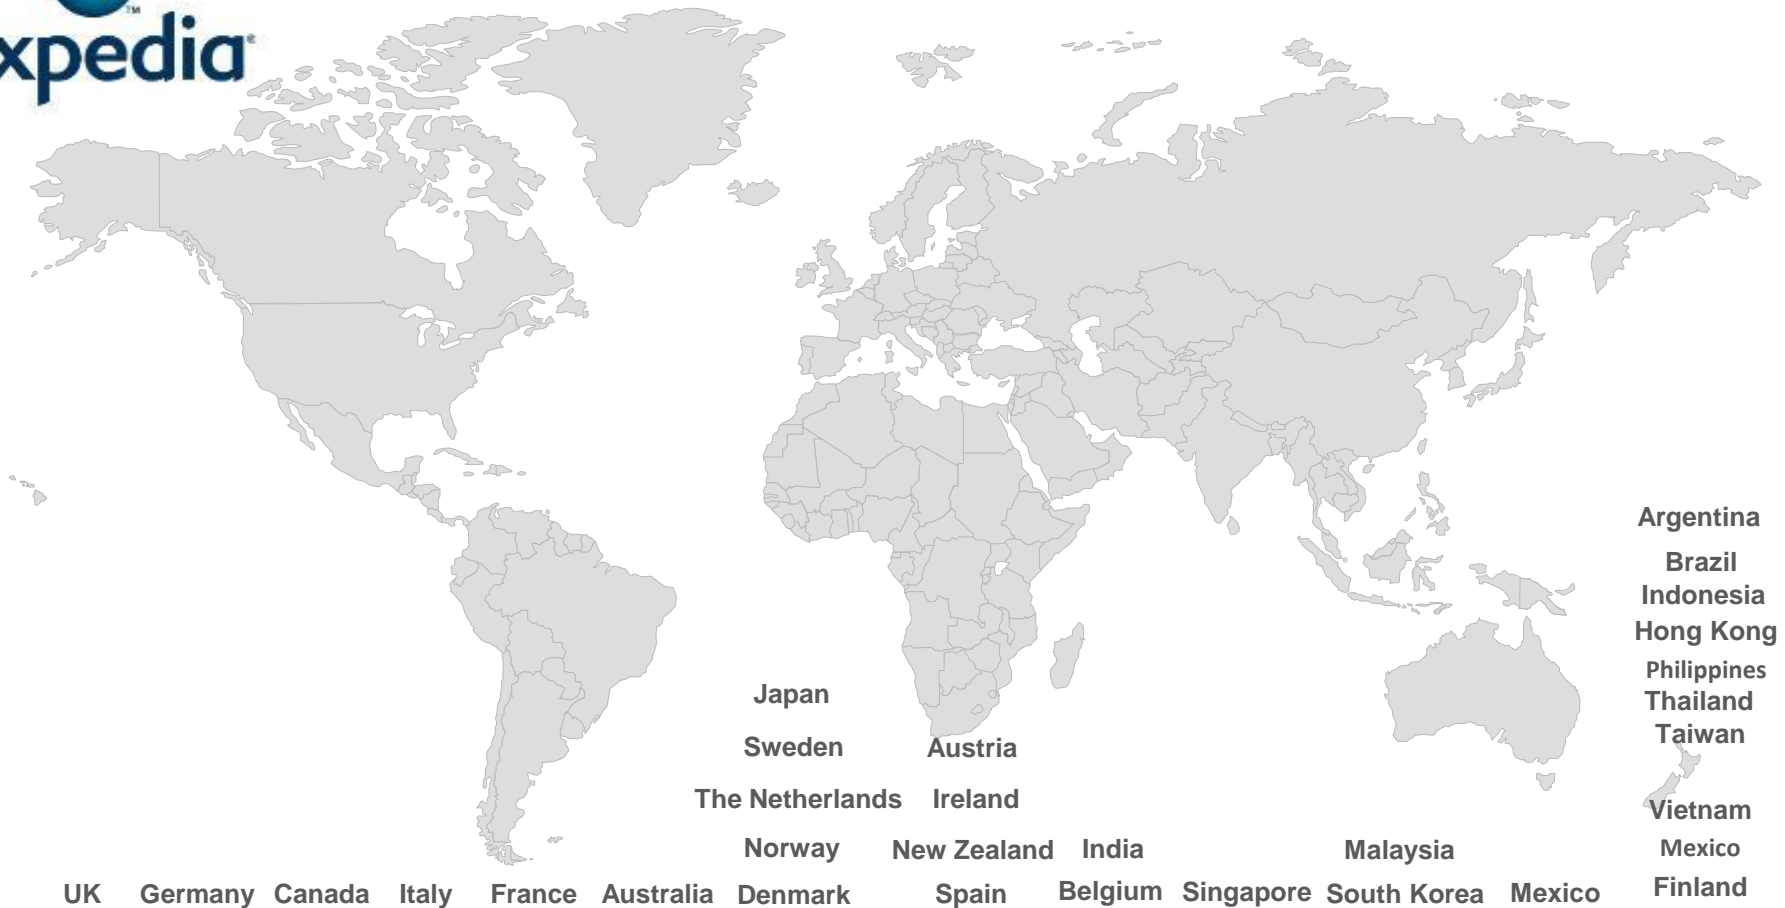 xpedia
™
Argentina
Brazil
Indonesia
Hong Kong
Philippines
Thailand
Taiwan
Vietnam
Mexico
Finland
Japan
Sweden
The Netherlands
Norway
Denmark
Austria
Ireland
New Zealand
Spain
India
Belgium
Singapore
Malaysia
South Korea
Mexico
UK
Germany
Canada
Italy
France
Australia